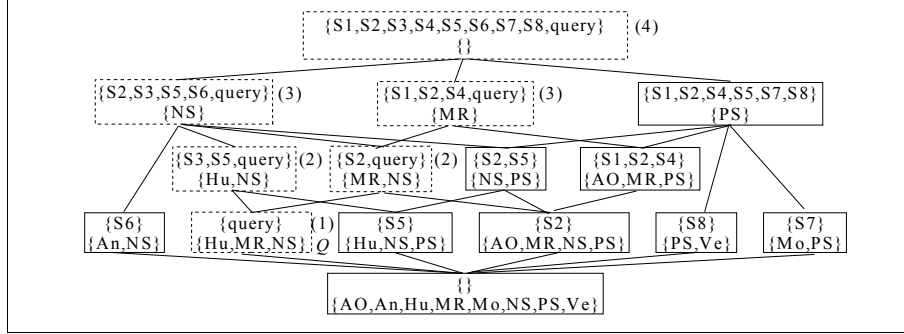 {S1,S2,S3,S4,S5,S6,S7,S8,query} (4)
{}
{S2,S3,S5,S6,query} (3)
{NS}
{S1,S2,S4,query} (3)
{MR}
{S1,S2,S4,S5,S7,S8}
{PS}
{S3,S5,query} (2)
{Hu,NS}
{S2,query} (2)
{MR,NS}
{S2,S5}
{NS,PS}
{S1,S2,S4}
{AO,MR,PS}
{S6}
{An,NS}
{query} (1)
{Hu,MR,NS} Q
{S5}
{Hu,NS,PS}
{S2}
{AO,MR,NS,PS}
{S8}
{PS,Ve}
{S7}
{Mo,PS}
{}
{AO,An,Hu,MR,Mo,NS,PS,Ve}